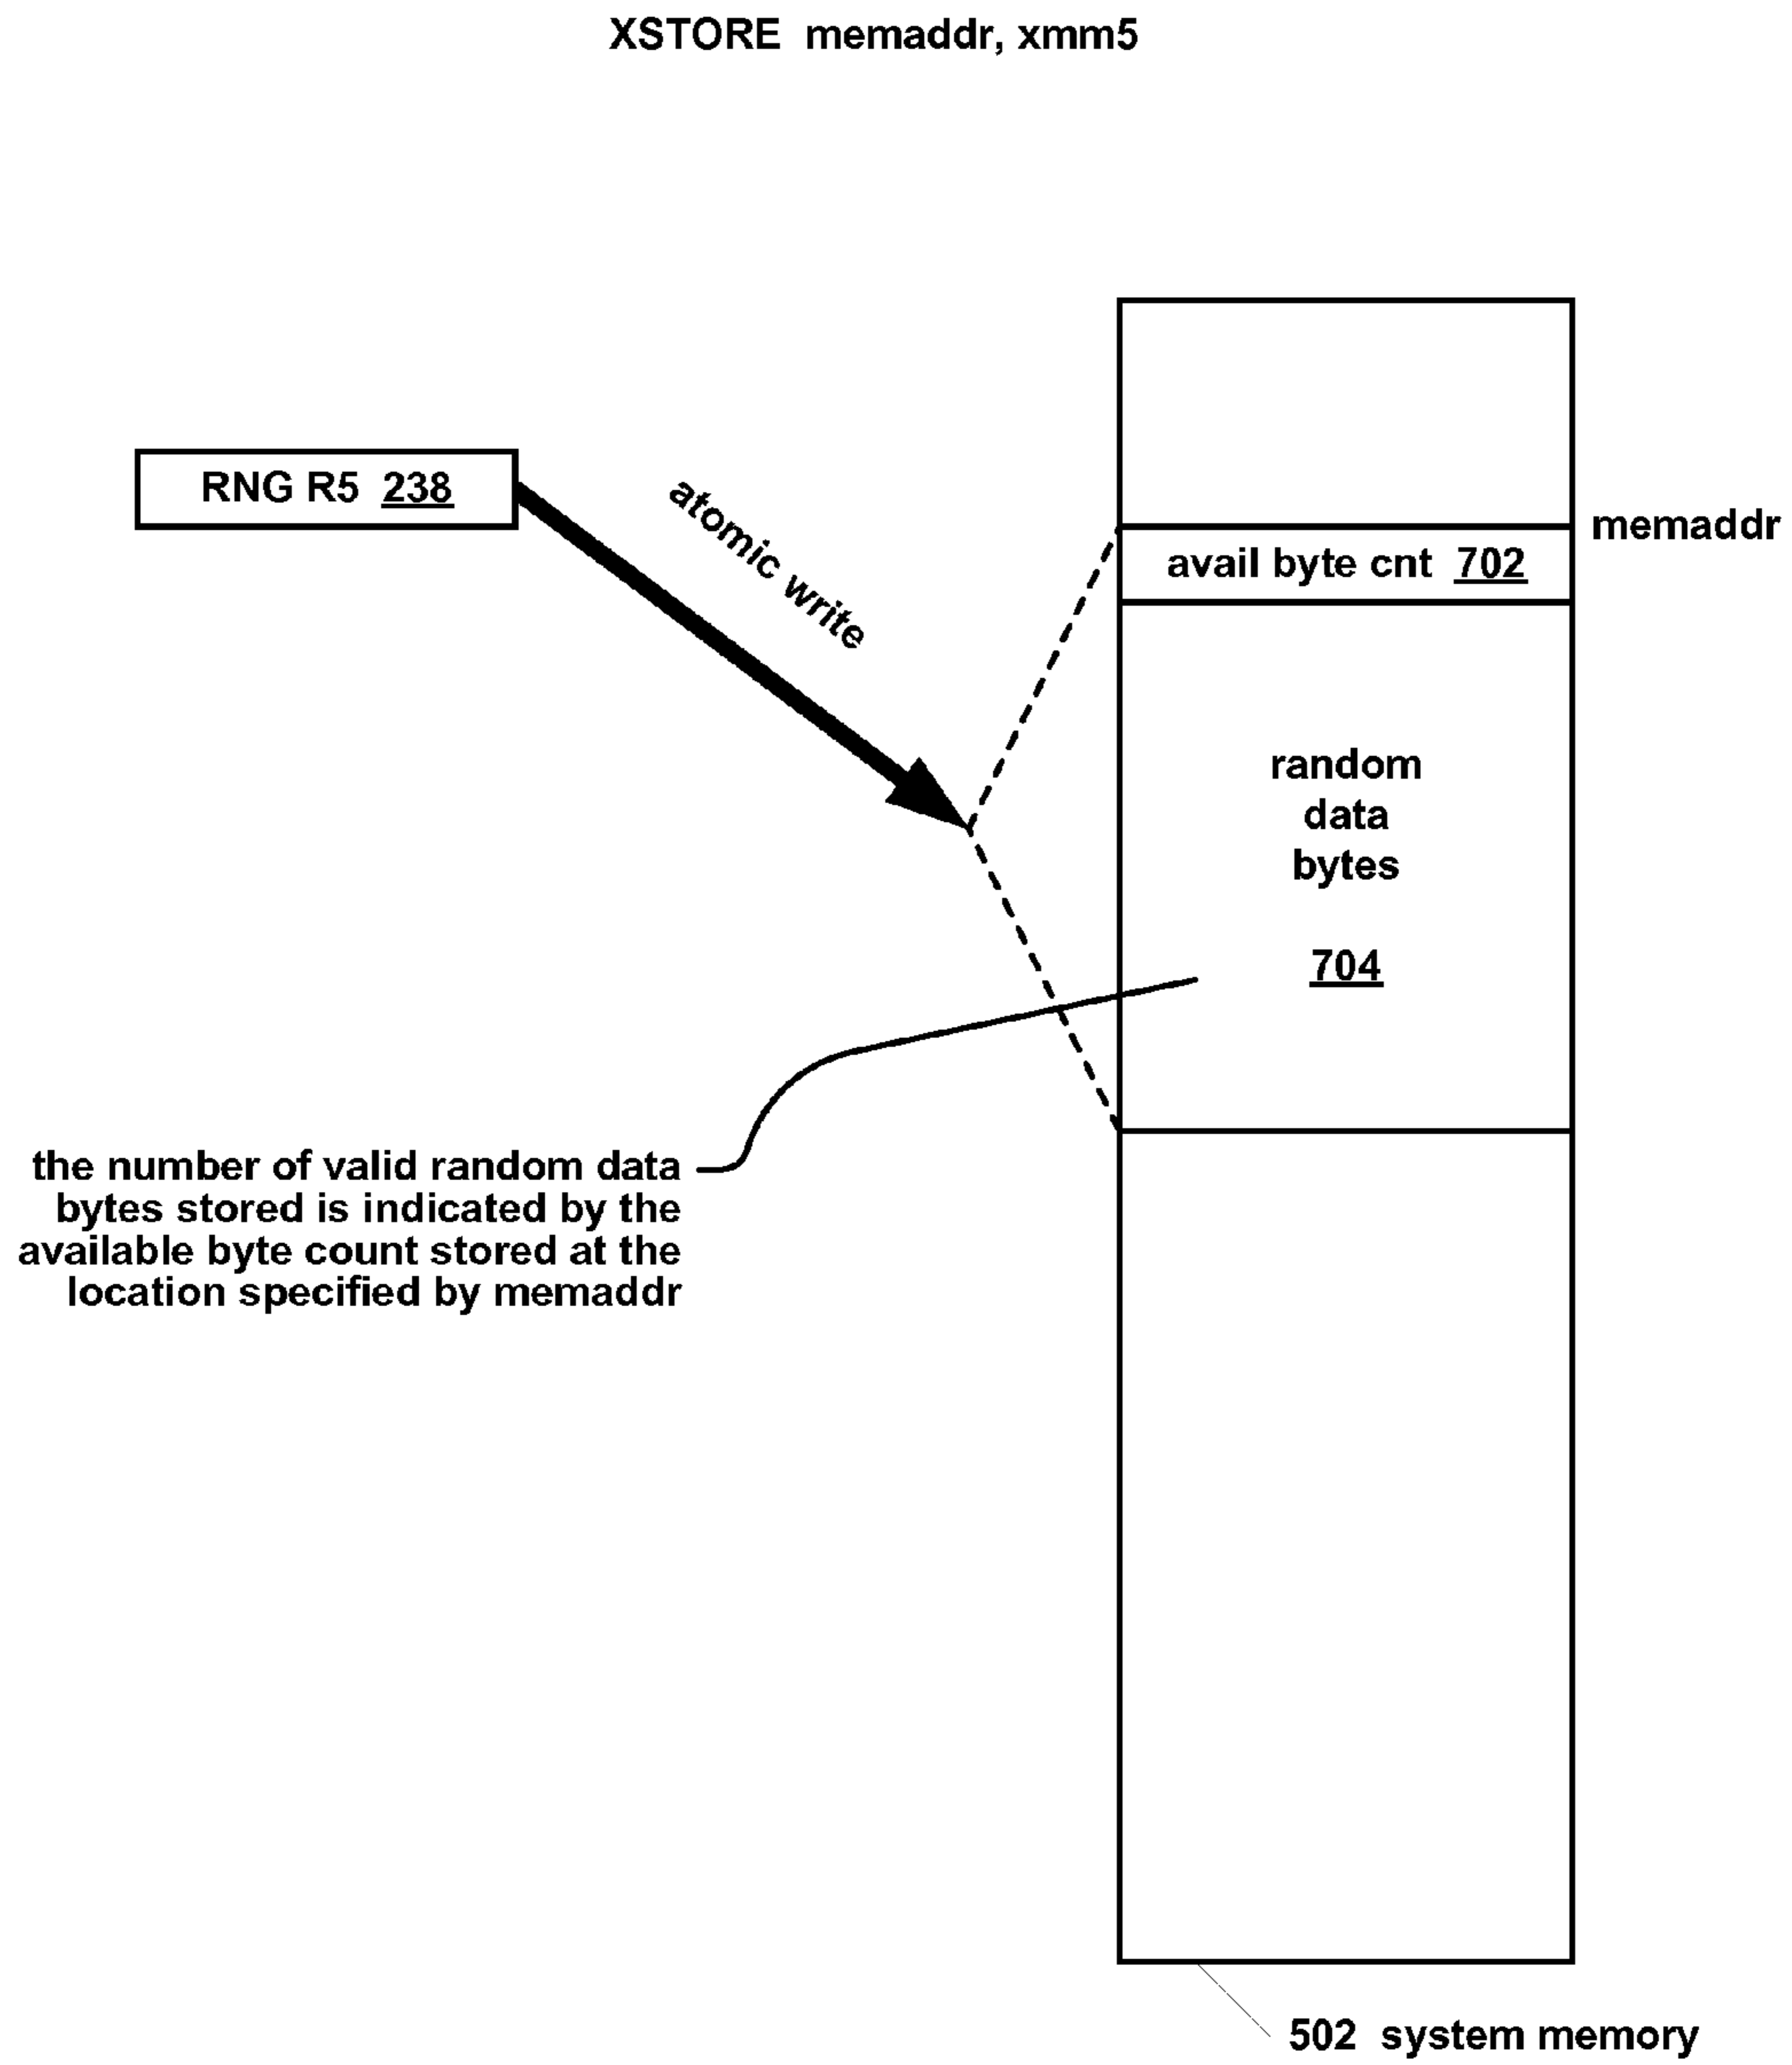 XSTORE memaddr, xmm5
RNG R5 238
atomic write
memaddr
avail byte cnt 702
random
data
bytes
704
the number of valid random data
bytes stored is indicated by the
available byte count stored at the
location specified by memaddr
502 system memory